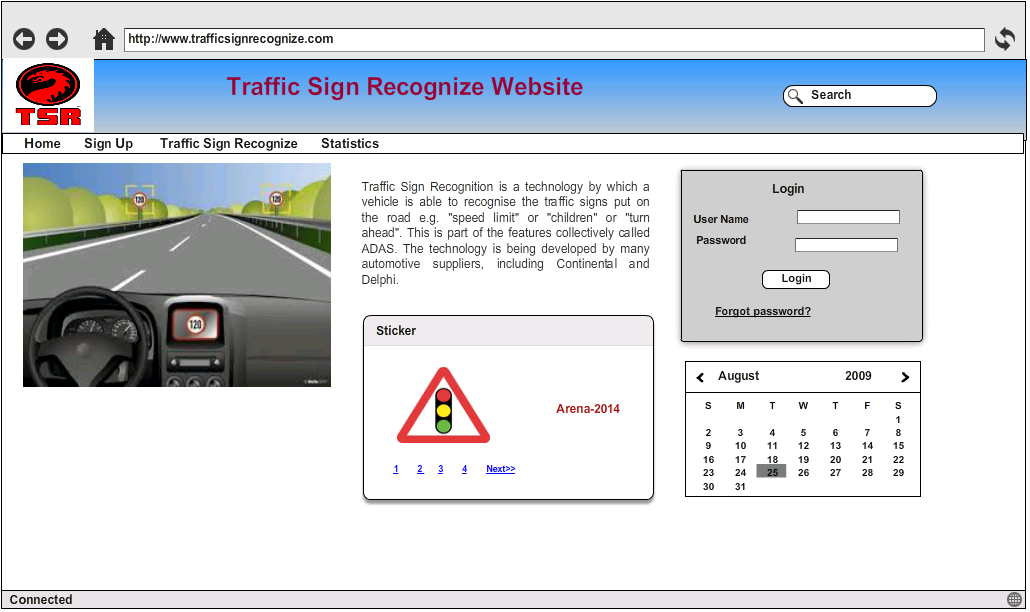 http://www.trafficsignrecognize.com
TSR
Traffic Sign Recognize Website
Search
Home Sign Up Traffic Sign Recognize Statistics
120 120
120
Traffic Sign Recognition is a technology by which a
vehicle is able to recognise the traffic signs put on
the road e.g. "speed limit" or "children" or "turn
ahead". This is part of the features collectively called
ADAS. The technology is being developed by many
automotive suppliers, including Continental and
Delphi.
Sticker
Arena-2014
1 2 3 4 Next>>
Login
User Name
Password
Login
Forgot password?
August 2009
S M T W T F S
1
2 3 4 5 6 7 8
9 10 11 12 13 14 15
16 17 18 19 20 21 22
23 24 25 26 27 28 29
30 31
Connected